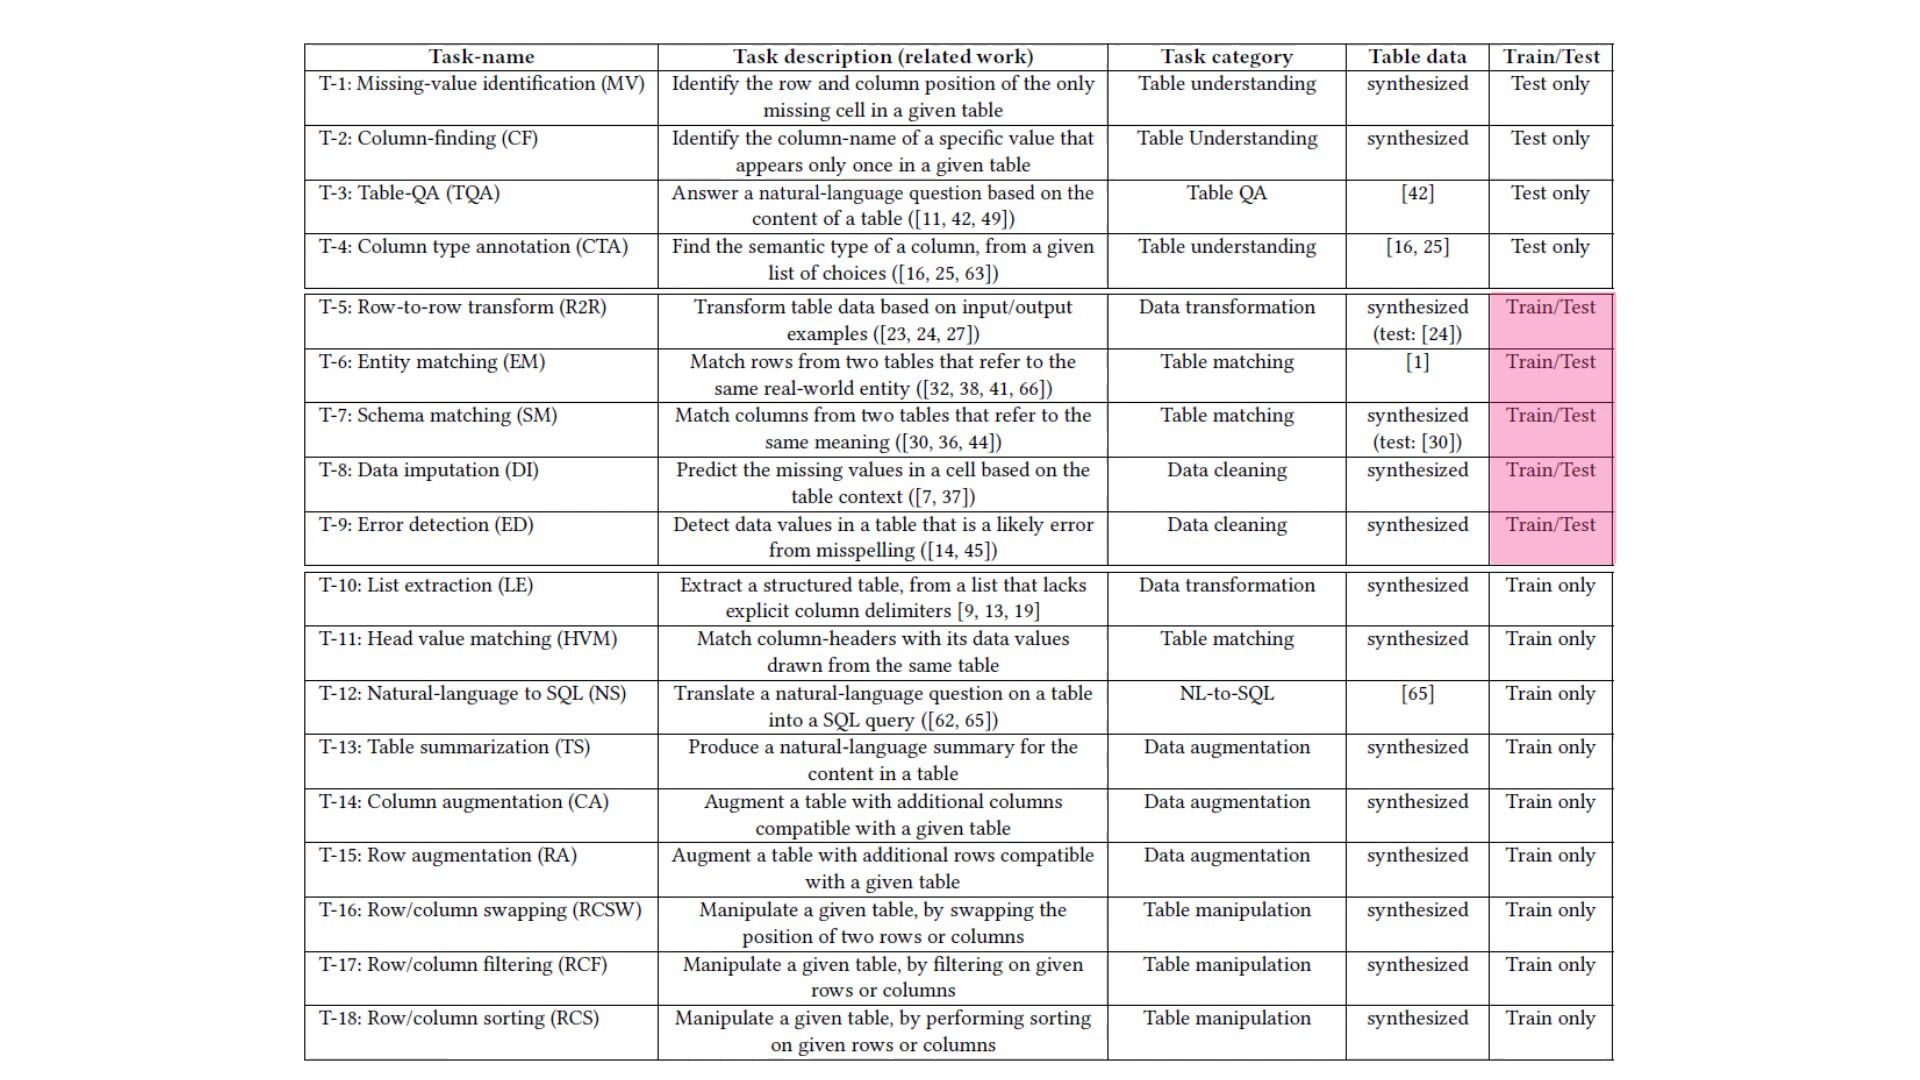 Task-name Task description (related work) Task category Table data Train/Test
T-1: Missing-value identification (MV) Identify the row and column position of the only Table understanding synthesized Test only
missing cell in a given table
T-2: Column-finding (CF) Identify the column-name of a specific value that Table Understanding synthesized Test only
appears only once in a given table
T-3: Table-QA (TQA) Answer a natural-language question based on the Table QA [42] Test only
content of a table ([11, 42, 49])
T-4: Column type annotation (CTA) Find the semantic type of a column, from a given Table understanding [16, 25] Test only
list of choices ([16, 25, 63])
T-5: Row-to-row transform (R2R) Transform table data based on input/output Data transformation synthesized Train/Test
examples ([23, 24, 27]) (test: [24])
T-6: Entity matching (EM) Match rows from two tables that refer to the Table matching [1] Train/Test
same real-world entity ([32, 38, 41, 66])
T-7: Schema matching (SM) Match columns from two tables that refer to the Table matching synthesized Train/Test
same meaning ([30, 36, 44]) (test: [30])
T-8: Data imputation (DI) Predict the missing values in a cell based on the Data cleaning synthesized Train/Test
table context ([7, 37])
T-9: Error detection (ED) Detect data values in a table that is a likely error Data cleaning synthesized Train/Test
from misspelling ([14, 45])
T-10: List extraction (LE) Extract a structured table, from a list that lacks Data transformation synthesized Train only
explicit column delimiters [9, 13, 19]
T-11: Head value matching (HVM) Match column-headers with its data values Table matching synthesized Train only
drawn from the same table
T-12: Natural-language to SQL (NS) Translate a natural-language question on a table NL-to-SQL [65] Train only
into a SQL query ([62, 65])
T-13: Table summarization (TS) Produce a natural-language summary for the Data augmentation synthesized Train only
content in a table
T-14: Column augmentation (CA) Augment a table with additional columns Data augmentation synthesized Train only
compatible with a given table
T-15: Row augmentation (RA) Augment a table with additional rows compatible Data augmentation synthesized Train only
with a given table
T-16: Row/column swapping (RCSW) Manipulate a given table, by swapping the Table manipulation synthesized Train only
position of two rows or columns
T-17: Row/column filtering (RCF) Manipulate a given table, by filtering on given Table manipulation synthesized Train only
rows or columns
T-18: Row/column sorting (RCS) Manipulate a given table, by performing sorting Table manipulation synthesized Train only
on given rows or columns